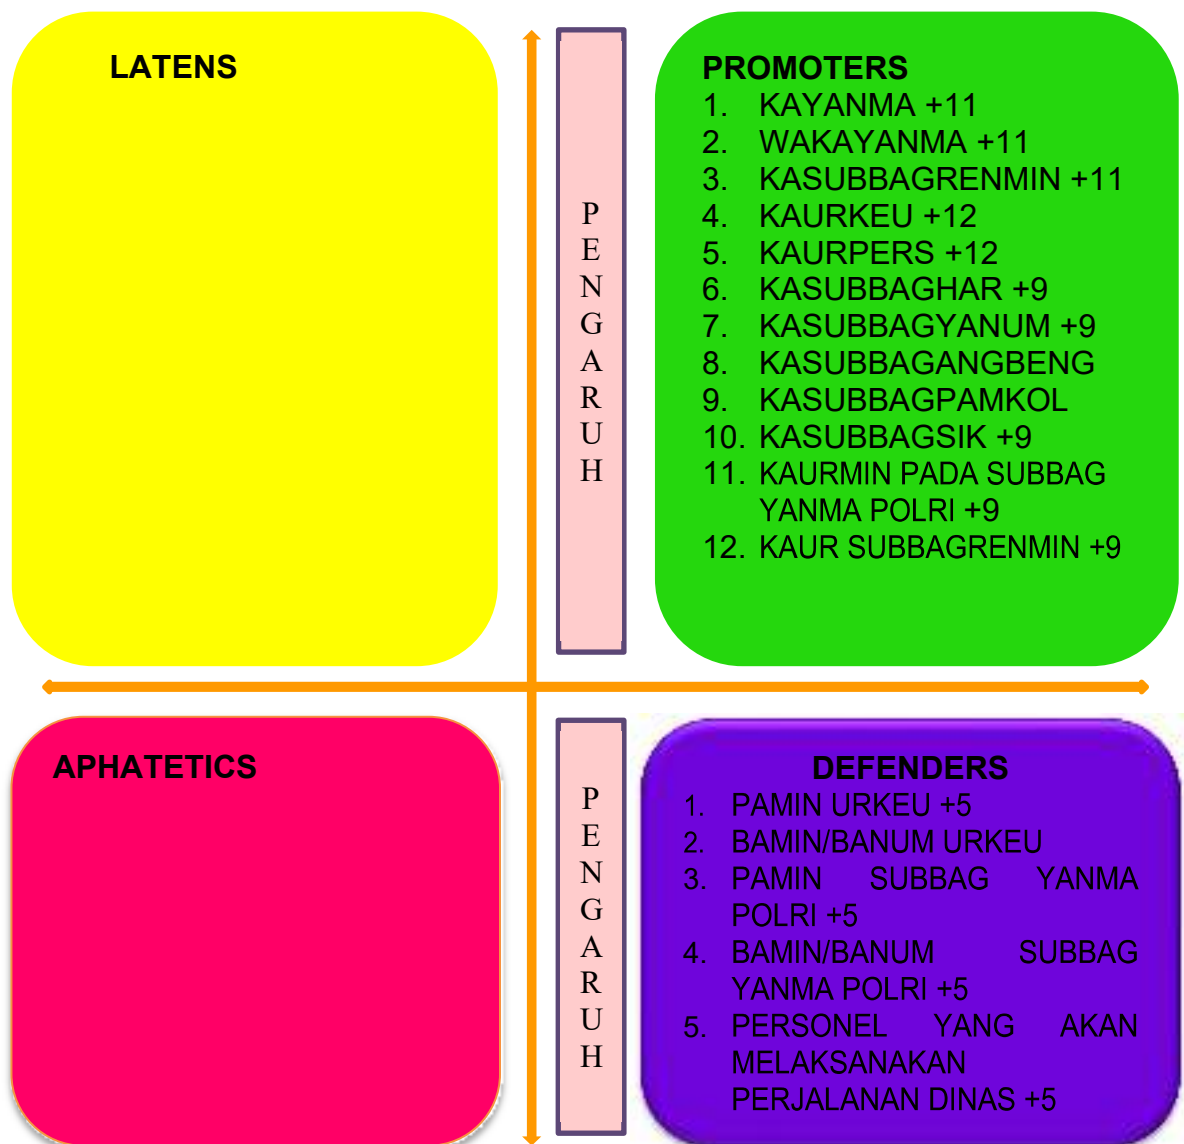 LATENS
PENGARUH
PROMOTERS
1. KAYANMA +11
2. WAKAYANMA +11
3. KASUBBAGRENMIN +11
4. KAURKEU +12
5. KAURPERS +12
6. KASUBBAGHAR +9
7. KASUBBAGYANUM +9
8. KASUBBAGANGBENG
9. KASUBBAGPAMKOL
10. KASUBBAGSIK +9
11. KAURMIN PADA SUBBAG
YANMA POLRI +9
12. KAUR SUBBAGRENMIN +9
APHATETICS
PENGARUH
DEFENDERS
1. PAMIN URKEU +5
2. BAMIN/BANUM URKEU
3. PAMIN SUBBAG YANMA
POLRI +5
4. BAMIN/BANUM SUBBAG
YANMA POLRI +5
5. PERSONEL YANG AKAN
MELAKSANAKAN
PERJALANAN DINAS +5